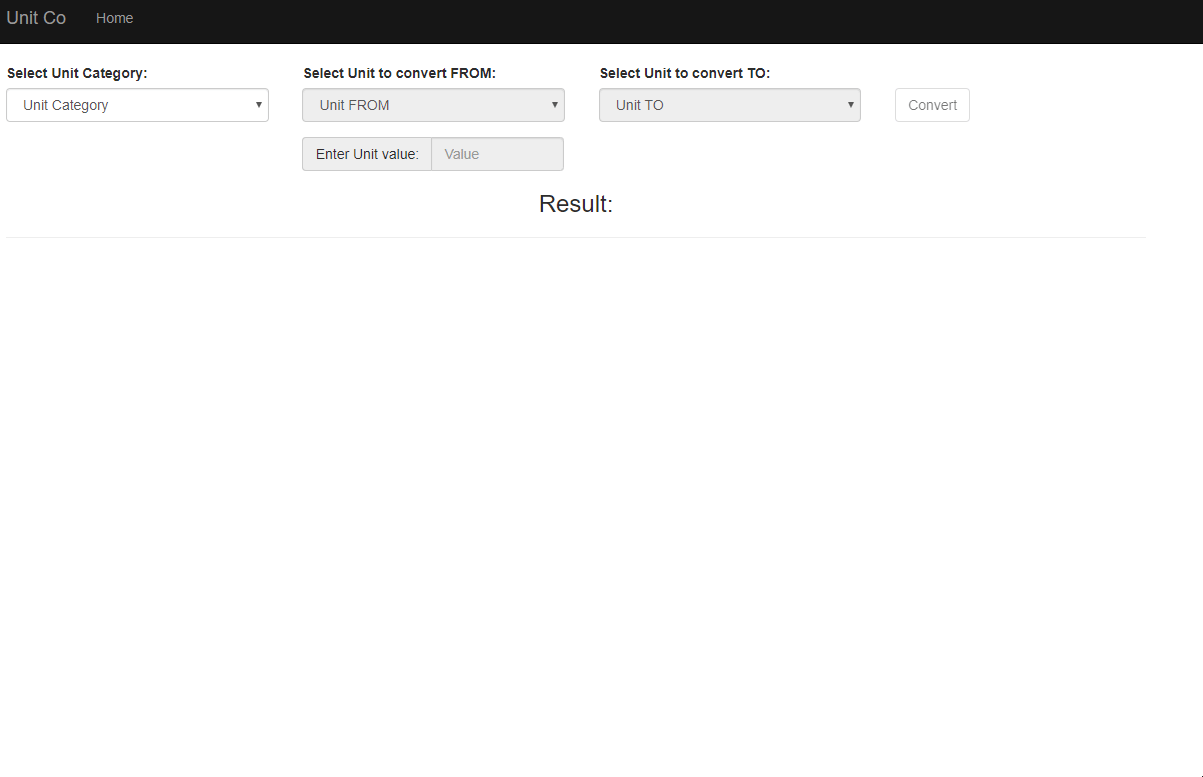 Unit Co Home
Select Unit Category: Select Unit to convert FROM: Select Unit to convert TO:
Unit Category Unit FROM Unit TO Convert
Enter Unit value: Value
Result: